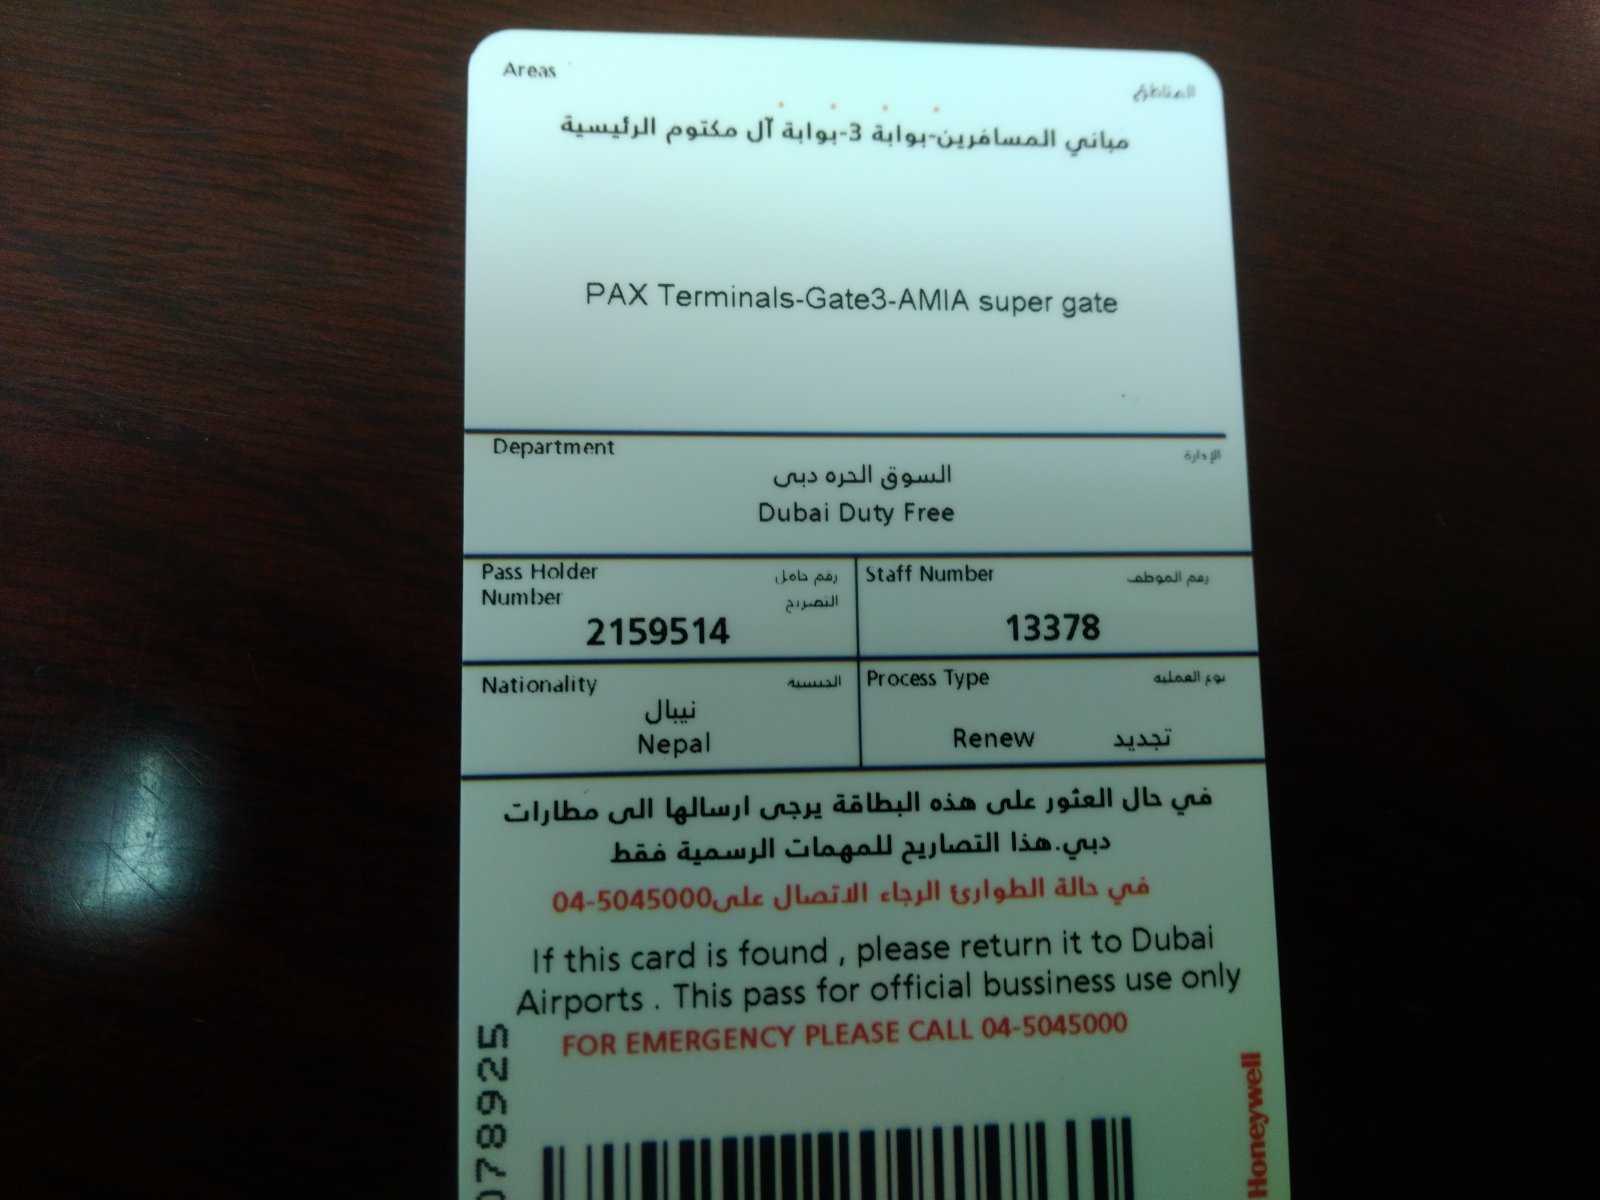 Areas المناطق
مباني المسافرين-بوابة 3-بوابة آل مكتوم الرئيسية
PAX Terminals-Gate3-AMIA super gate
Department الإدارة
السوق الحره دبى
Dubai Duty Free
Pass Holder رقم حامل
Number التصريح
2159514
Staff Number رقم الموظف
13378
Nationality الجنسية
نيبال
Nepal
Process Type نوع العملية
Renew تجديد
في حال العثور على هذه البطاقة يرجى ارسالها الى مطارات
دبي.هذا التصاريح للمهمات الرسمية فقط
في حالة الطوارئ الرجاء الاتصال على04-5045000
If this card is found , please return it to Dubai
Airports . This pass for official bussiness use only
FOR EMERGENCY PLEASE CALL 04-5045000
078925
Honeywell